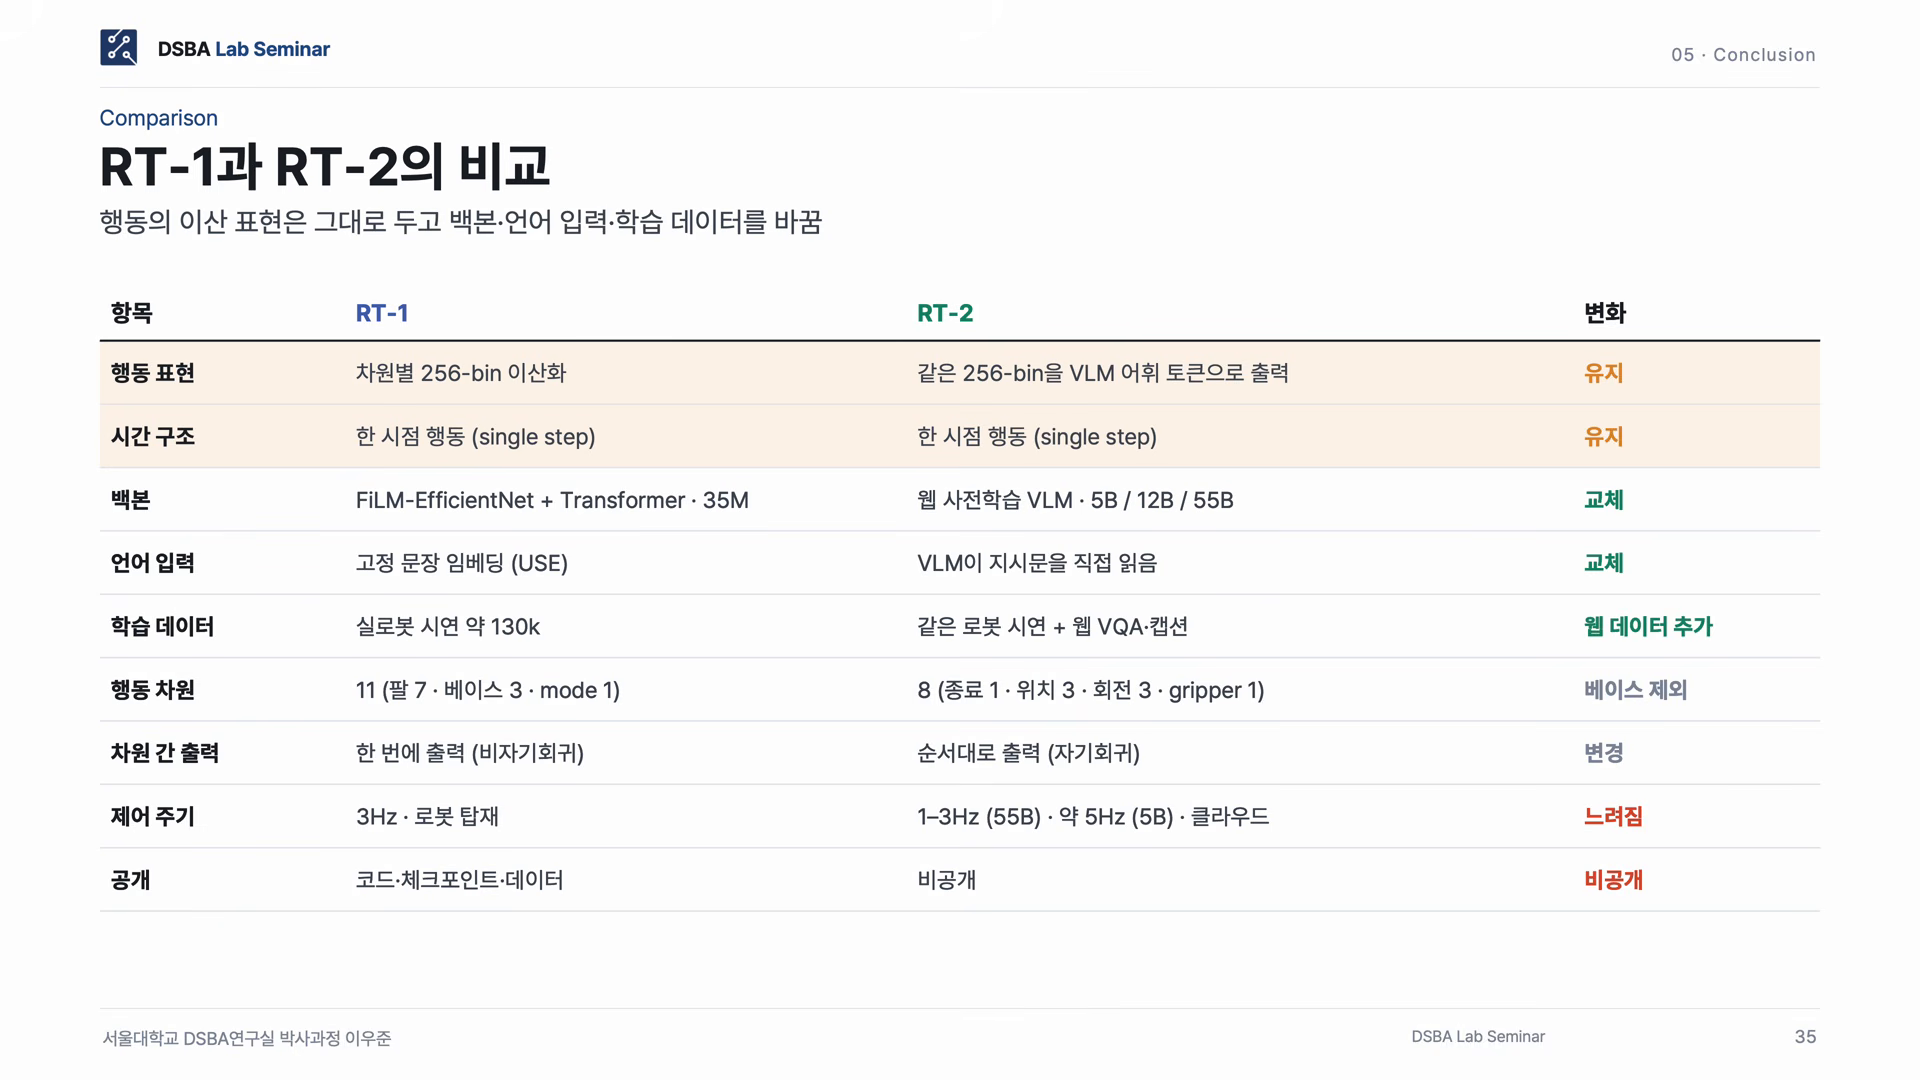 DSBA Lab Seminar
05 · Conclusion
Comparison
RT-1과 RT-2의 비교
행동의 이산 표현은 그대로 두고 백본·언어 입력·학습 데이터를 바꿈
항목 RT-1 RT-2 변화
행동 표현 차원별 256-bin 이산화 같은 256-bin을 VLM 어휘 토큰으로 출력 유지
시간 구조 한 시점 행동 (single step) 한 시점 행동 (single step) 유지
백본 FiLM-EfficientNet + Transformer · 35M 웹 사전학습 VLM · 5B / 12B / 55B 교체
언어 입력 고정 문장 임베딩 (USE) VLM이 지시문을 직접 읽음 교체
학습 데이터 실로봇 시연 약 130k 같은 로봇 시연 + 웹 VQA·캡션 웹 데이터 추가
행동 차원 11 (팔 7 · 베이스 3 · mode 1) 8 (종료 1 · 위치 3 · 회전 3 · gripper 1) 베이스 제외
차원 간 출력 한 번에 출력 (비자기회귀) 순서대로 출력 (자기회귀) 변경
제어 주기 3Hz · 로봇 탑재 1–3Hz (55B) · 약 5Hz (5B) · 클라우드 느려짐
공개 코드·체크포인트·데이터 비공개 비공개
서울대학교 DSBA연구실 박사과정 이우준
DSBA Lab Seminar
35